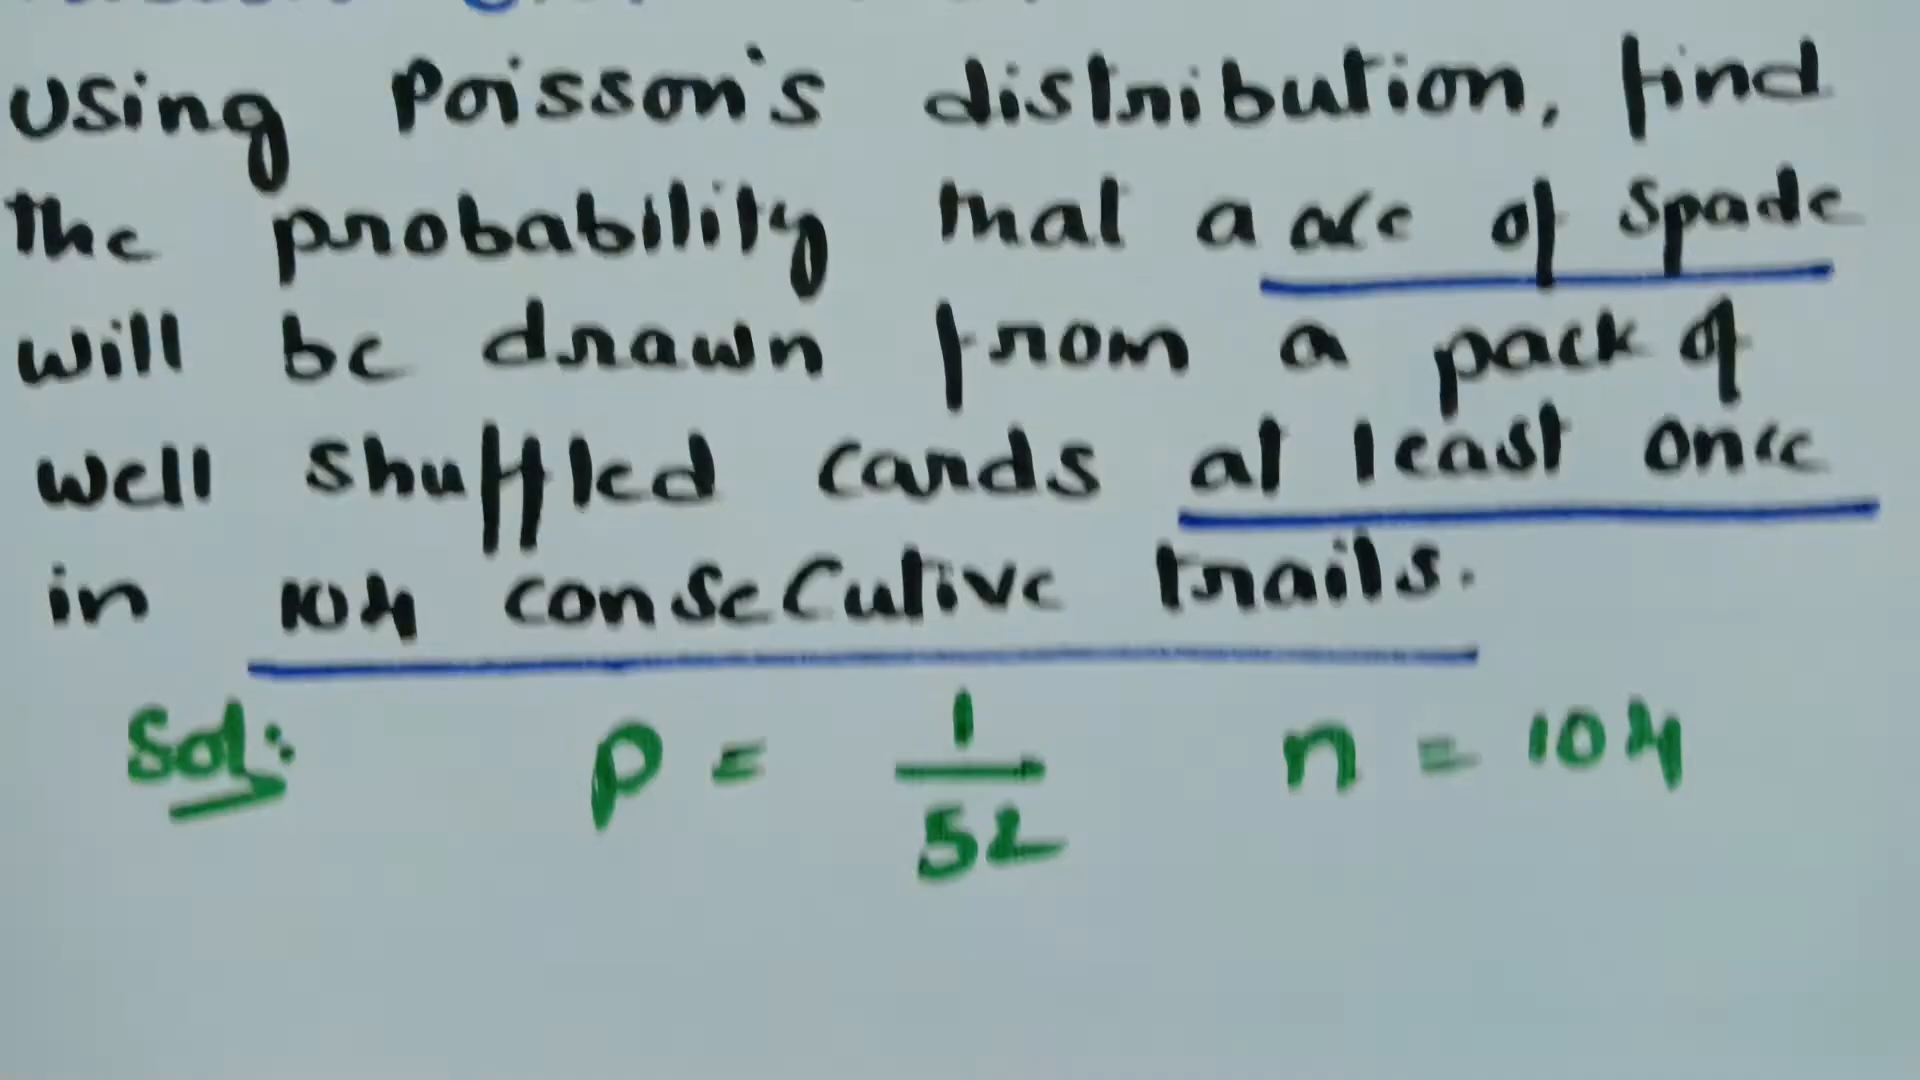 Using Poisson's distribution, find
the probability that a ace of spade
will be drawn from a pack of
well shuffled cards at least once
in 104 consecutive trails.
Sol: P = 1/52 n = 104